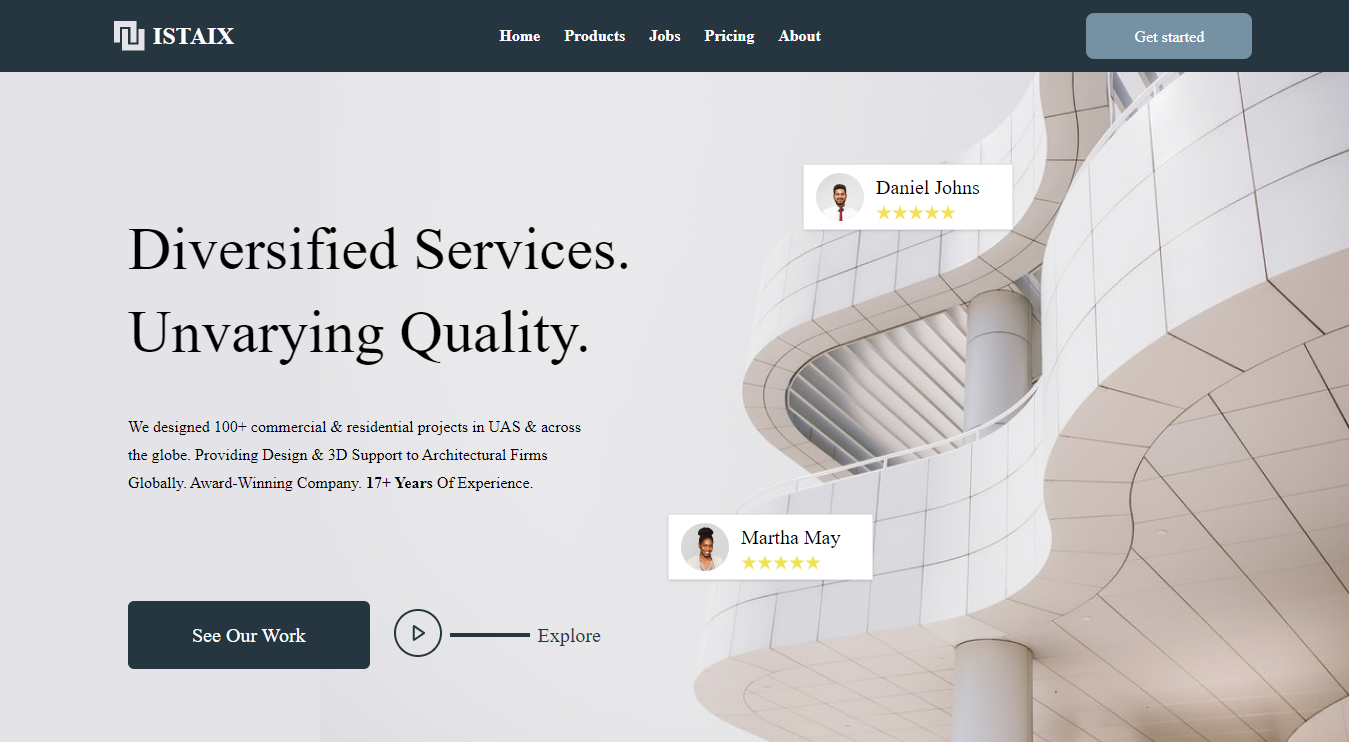 ISTAIX
Home Products Jobs Pricing About
Get started
Daniel Johns
Diversified Services.
Unvarying Quality.
We designed 100+ commercial & residential projects in UAS & across
the globe. Providing Design & 3D Support to Architectural Firms
Globally. Award-Winning Company. 17+ Years Of Experience.
Martha May
See Our Work
Explore